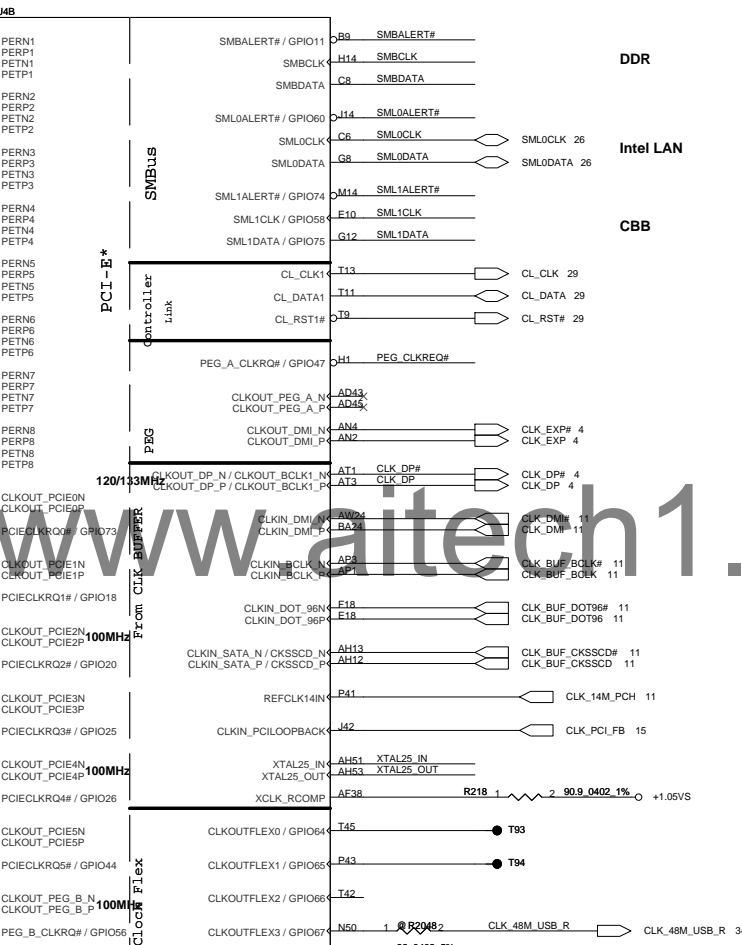 J4B
PERN1
PERP1
PETN1
PETP1
PERN2
PERP2
PETN2
PETP2
PERN3
PERP3
PETN3
PETP3
PERN4
PERP4
PETN4
PETP4
PERN5
PERP5
PETN5
PETP5
PERN6
PERP6
PETN6
PETP6
PERN7
PERP7
PETN7
PETP7
PERN8
PERP8
PETN8
PETP8
CLKOUT_PCIE0N
CLKOUT_PCIE0P
PCIECLKRQ0# / GPIO73
CLKOUT_PCIE1N
CLKOUT_PCIE1P
PCIECLKRQ1# / GPIO18
CLKOUT_PCIE2N
CLKOUT_PCIE2P
100MHz
PCIECLKRQ2# / GPIO20
CLKOUT_PCIE3N
CLKOUT_PCIE3P
PCIECLKRQ3# / GPIO25
CLKOUT_PCIE4N
CLKOUT_PCIE4P
100MHz
PCIECLKRQ4# / GPIO26
CLKOUT_PCIE5N
CLKOUT_PCIE5P
PCIECLKRQ5# / GPIO44
CLKOUT_PEG_B_N
CLKOUT_PEG_B_P
100MHz
PEG_B_CLKRQ# / GPIO56
PCI-E*
SMBus
Controller
Link
PEG
From CLK BUFFER
Clock Flex
SMBALERT# / GPIO11 B9 SMBALERT#
SMBCLK H14 SMBCLK
DDR
SMBDATA C8 SMBDATA
SML0ALERT# / GPIO60 J14 SML0ALERT#
SML0CLK C6 SML0CLK SML0CLK 26
Intel LAN
SML0DATA G8 SML0DATA SML0DATA 26
SML1ALERT# / GPIO74 M14 SML1ALERT#
SML1CLK / GPIO58 E10 SML1CLK
CBB
SML1DATA / GPIO75 G12 SML1DATA
CL_CLK1 T13 CL_CLK 29
CL_DATA1 T11 CL_DATA 29
CL_RST1# T9 CL_RST# 29
PEG_A_CLKRQ# / GPIO47 H1 PEG_CLKREQ#
CLKOUT_PEG_A_N AD43
CLKOUT_PEG_A_P AD45
CLKOUT_DMI_N AN4 CLK_EXP# 4
CLKOUT_DMI_P AN2 CLK_EXP 4
120/133MHz
CLKOUT_DP_N / CLKOUT_BCLK1_N AT1 CLK_DP# CLK_DP# 4
CLKOUT_DP_P / CLKOUT_BCLK1_P AT3 CLK_DP CLK_DP 4
CLKIN_DMI_N AW24 CLK_DMI# 11
CLKIN_DMI_P BA24 CLK_DMI 11
www.aitech1.
CLKIN_BCLK_N AP3 CLK_BUF_BCLK# 11
CLKIN_BCLK_P AP1 CLK_BUF_BCLK 11
CLKIN_DOT_96N F18 CLK_BUF_DOT96# 11
CLKIN_DOT_96P E18 CLK_BUF_DOT96 11
CLKIN_SATA_N / CKSSCD_N AH13 CLK_BUF_CKSSCD# 11
CLKIN_SATA_P / CKSSCD_P AH12 CLK_BUF_CKSSCD 11
REFCLK14IN P41 CLK_14M_PCH 11
CLKIN_PCILOOPBACK J42 CLK_PCI_FB 15
XTAL25_IN AH51 XTAL25_IN
XTAL25_OUT AH53 XTAL25_OUT
XCLK_RCOMP AF38 R218 1 2 90.9_0402_1% +1.05VS
CLKOUTFLEX0 / GPIO64 T45 T93
CLKOUTFLEX1 / GPIO65 P43 T94
CLKOUTFLEX2 / GPIO66 T42
CLKOUTFLEX3 / GPIO67 N50 1 @ R2048 2 CLK_48M_USB_R CLK_48M_USB_R 34